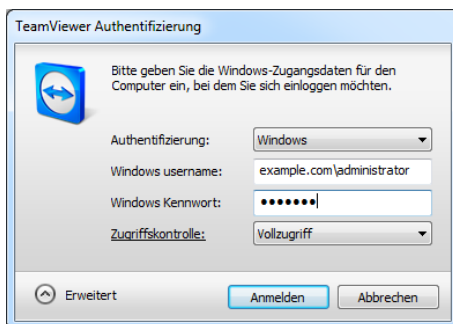 TeamViewer Authentifizierung
Bitte geben Sie die Windows-Zugangsdaten für den
Computer ein, bei dem Sie sich einloggen möchten.
Authentifizierung: Windows
Windows username: example.com\administrator
Windows Kennwort: •••••••
Zugriffskontrolle: Vollzugriff
Erweitert Anmelden Abbrechen